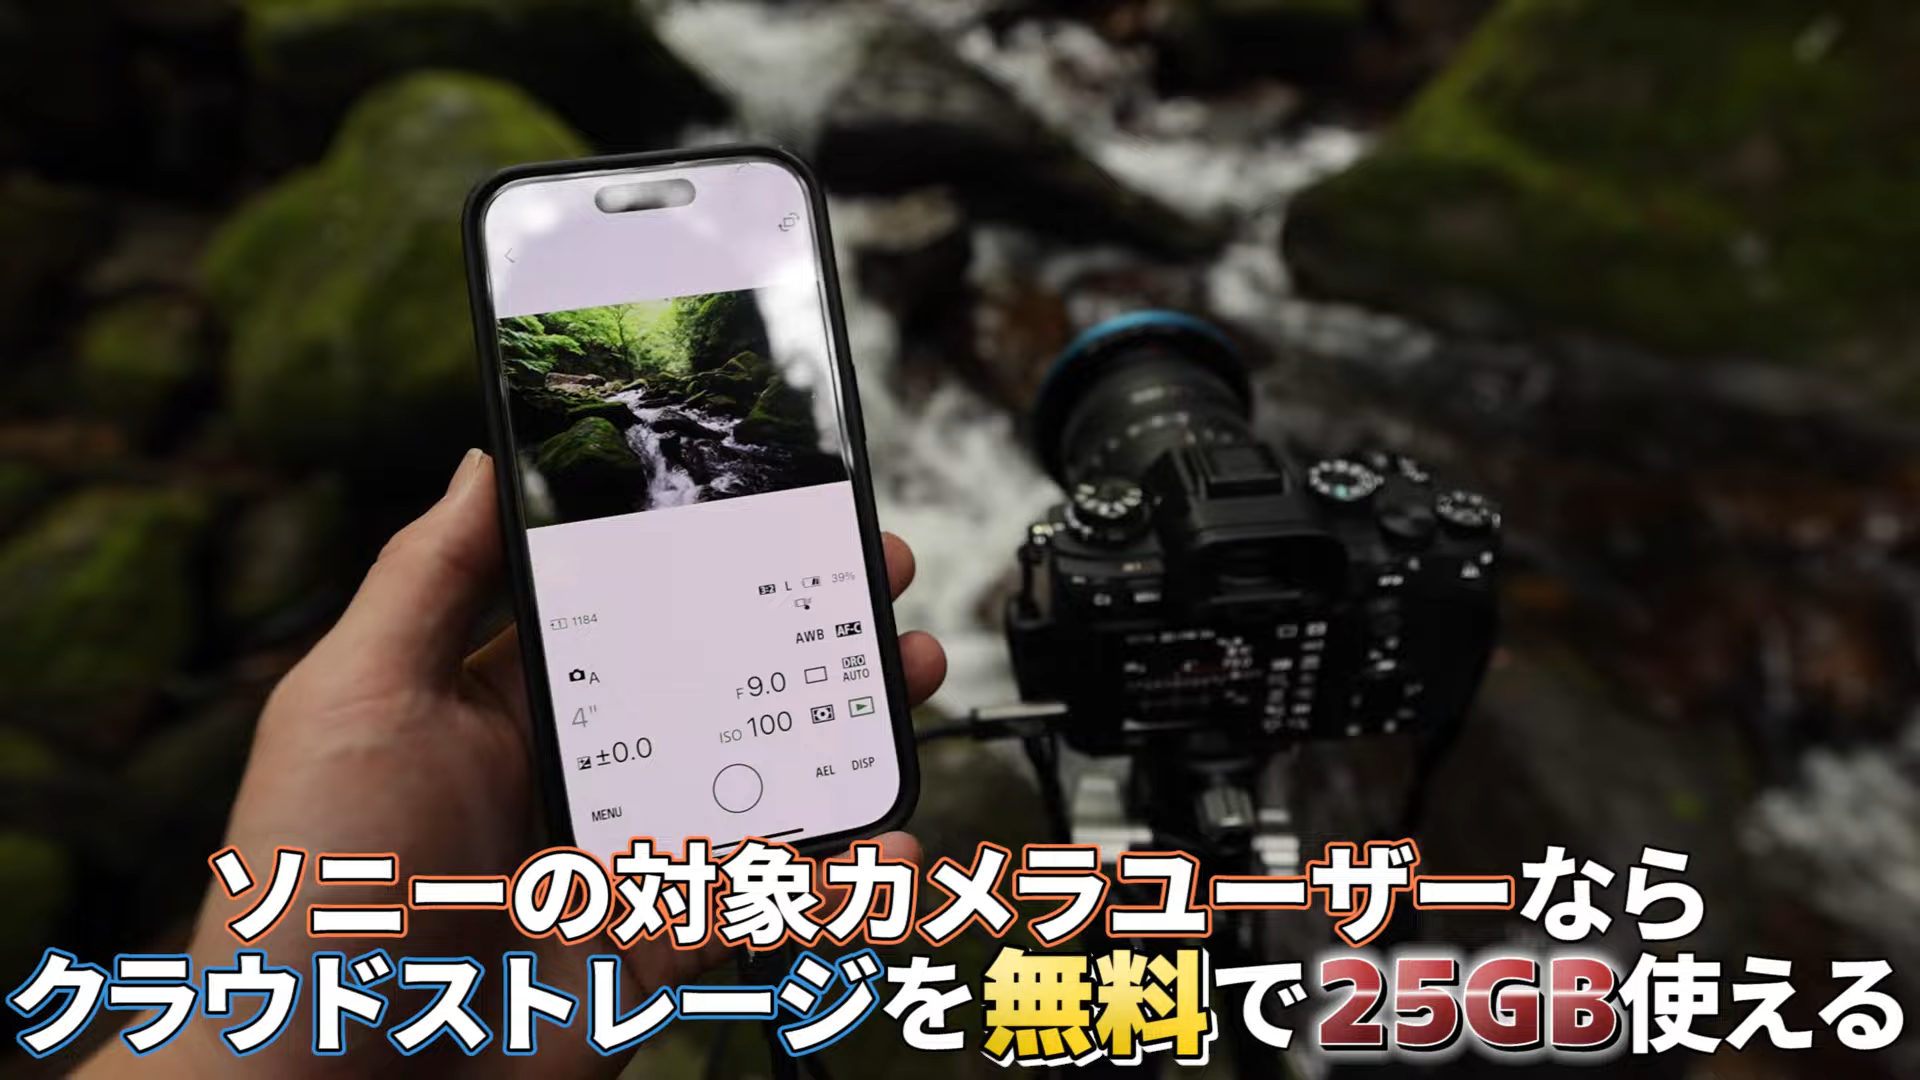 3:2 L 39%
1184
AWB AF-C
A
F9.0 DRO AUTO
4"
ISO 100
±0.0
AEL DISP
MENU
ソニーの対象カメラユーザーなら
クラウドストレージを無料で25GB使える